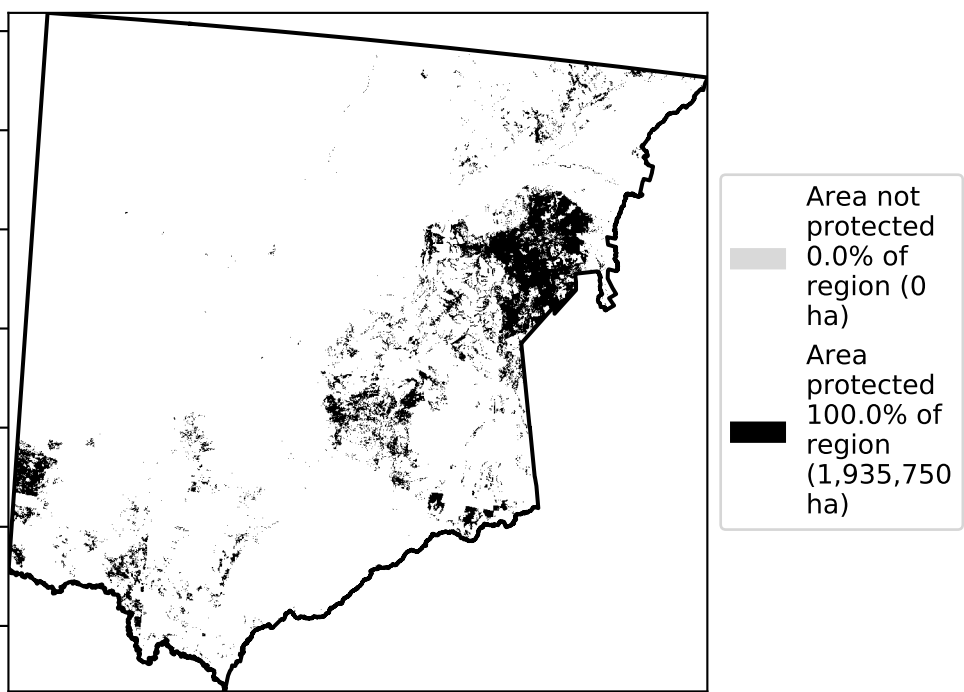 Area not
protected
0.0% of
region (0
ha)
Area
protected
100.0% of
region
(1,935,750
ha)